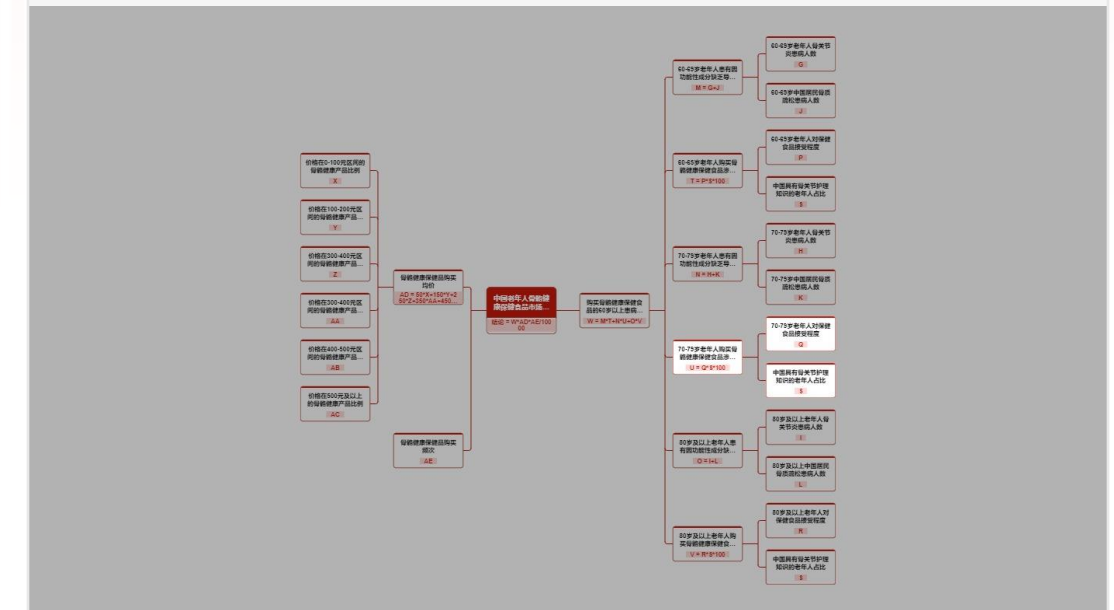 价格在0-100元区间的
骨骼健康产品比例
X
价格在100-200元区
间的骨骼健康产品...
Y
价格在300-400元区
间的骨骼健康产品...
Z
价格在300-400元区
间的骨骼健康产品...
AA
价格在400-500元区
间的骨骼健康产品...
AB
价格在500元及以上
的骨骼健康产品比例
AC
骨骼健康保健品购买
均价
AD = 50*X+150*Y+2
50*Z+350*AA+450...
骨骼健康保健品购买
频次
AE
中国老年人骨骼健
康保健食品市场...
结论 = W*AD*AE/100
00
购买骨骼健康保健食
品的60岁以上患病...
W = M*T+N*U+O*V
60-69岁老年人患有因
功能性成分缺乏导...
M = G+J
60-69岁老年人骨关节
炎患病人数
G
60-69岁中国居民骨质
疏松患病人数
J
60-69岁老年人购买骨
骼健康保健食品渗...
T = P*S*100
60-69岁老年人对保健
食品接受程度
P
中国具有骨关节护理
知识的老年人占比
S
70-79岁老年人患有因
功能性成分缺乏导...
N = H+K
70-79岁老年人骨关节
炎患病人数
H
70-79岁中国居民骨质
疏松患病人数
K
70-79岁老年人购买骨
骼健康保健食品渗...
U = Q*S*100
70-79岁老年人对保健
食品接受程度
Q
中国具有骨关节护理
知识的老年人占比
S
80岁及以上老年人患
有因功能性成分缺...
O = I+L
80岁及以上老年人骨
关节炎患病人数
I
80岁及以上中国居民
骨质疏松患病人数
L
80岁及以上老年人购
买骨骼健康保健食...
V = R*S*100
80岁及以上老年人对
保健食品接受程度
R
中国具有骨关节护理
知识的老年人占比
S